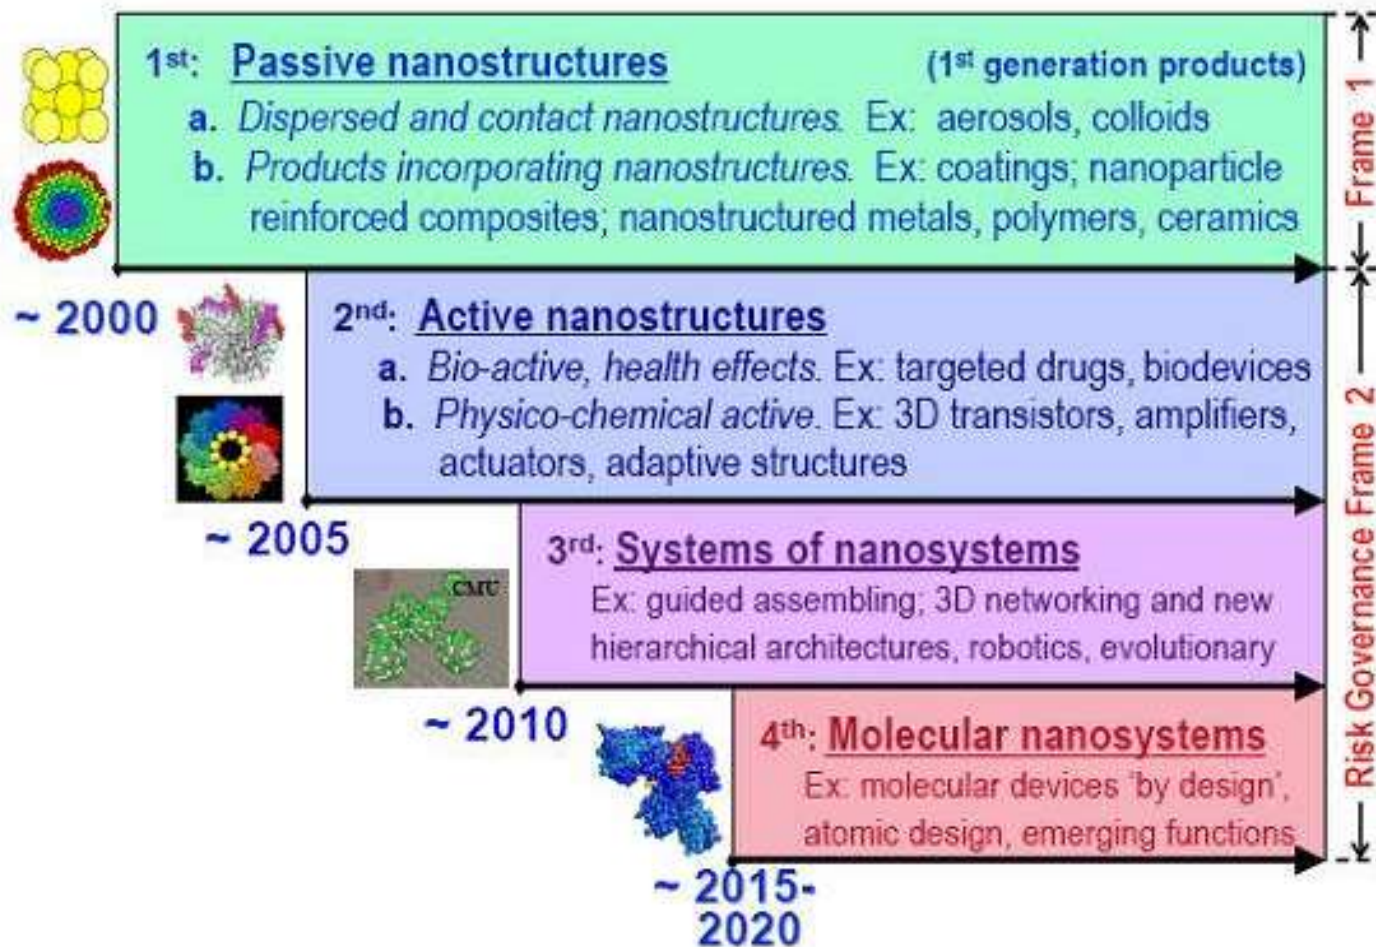 1st: Passive nanostructures (1st generation products)
a. Dispersed and contact nanostructures. Ex: aerosols, colloids
b. Products incorporating nanostructures. Ex: coatings; nanoparticle
reinforced composites; nanostructured metals, polymers, ceramics
~ 2000
2nd: Active nanostructures
a. Bio-active, health effects. Ex: targeted drugs, biodevices
b. Physico-chemical active. Ex: 3D transistors, amplifiers,
actuators, adaptive structures
~ 2005
CMU
3rd: Systems of nanosystems
Ex: guided assembling; 3D networking and new
hierarchical architectures, robotics, evolutionary
~ 2010
4th: Molecular nanosystems
Ex: molecular devices 'by design',
atomic design, emerging functions
~ 2015-
2020
Frame 1
Risk Governance Frame 2